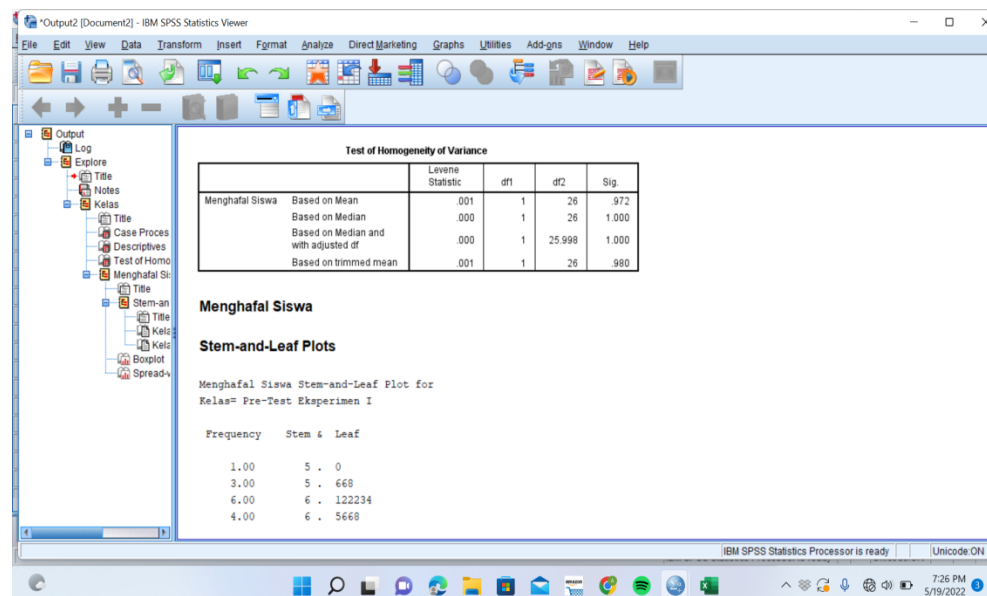 *Output2 [Document2] - IBM SPSS Statistics Viewer
File Edit View Data Transform Insert Format Analyze Direct Marketing Graphs Utilities Add-ons Window Help
Output
Log
Explore
Title
Notes
Kelas
Title
Case Proces
Descriptives
Test of Homo
Menghafal Si
Title
Stem-an
Title
Kela
Kela
Boxplot
Spread-v
Test of Homogeneity of Variance
Levene Statistic df1 df2 Sig.
Menghafal Siswa Based on Mean .001 1 26 .972
Based on Median .000 1 26 1.000
Based on Median and with adjusted df .000 1 25.998 1.000
Based on trimmed mean .001 1 26 .980
Menghafal Siswa
Stem-and-Leaf Plots
Menghafal Siswa Stem-and-Leaf Plot for
Kelas= Pre-Test Eksperimen I
Frequency Stem & Leaf
1.00 5 . 0
3.00 5 . 668
6.00 6 . 122234
4.00 6 . 5668
IBM SPSS Statistics Processor is ready Unicode:ON
7:26 PM
5/19/2022
3